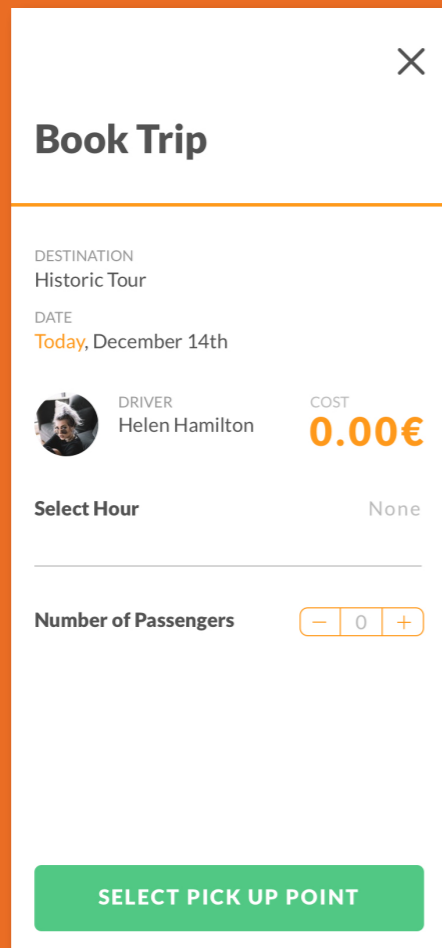 Book Trip
DESTINATION
Historic Tour
DATE
Today, December 14th
DRIVER
Helen Hamilton
COST
0.00€
Select Hour
None
Number of Passengers
− 0 +
SELECT PICK UP POINT